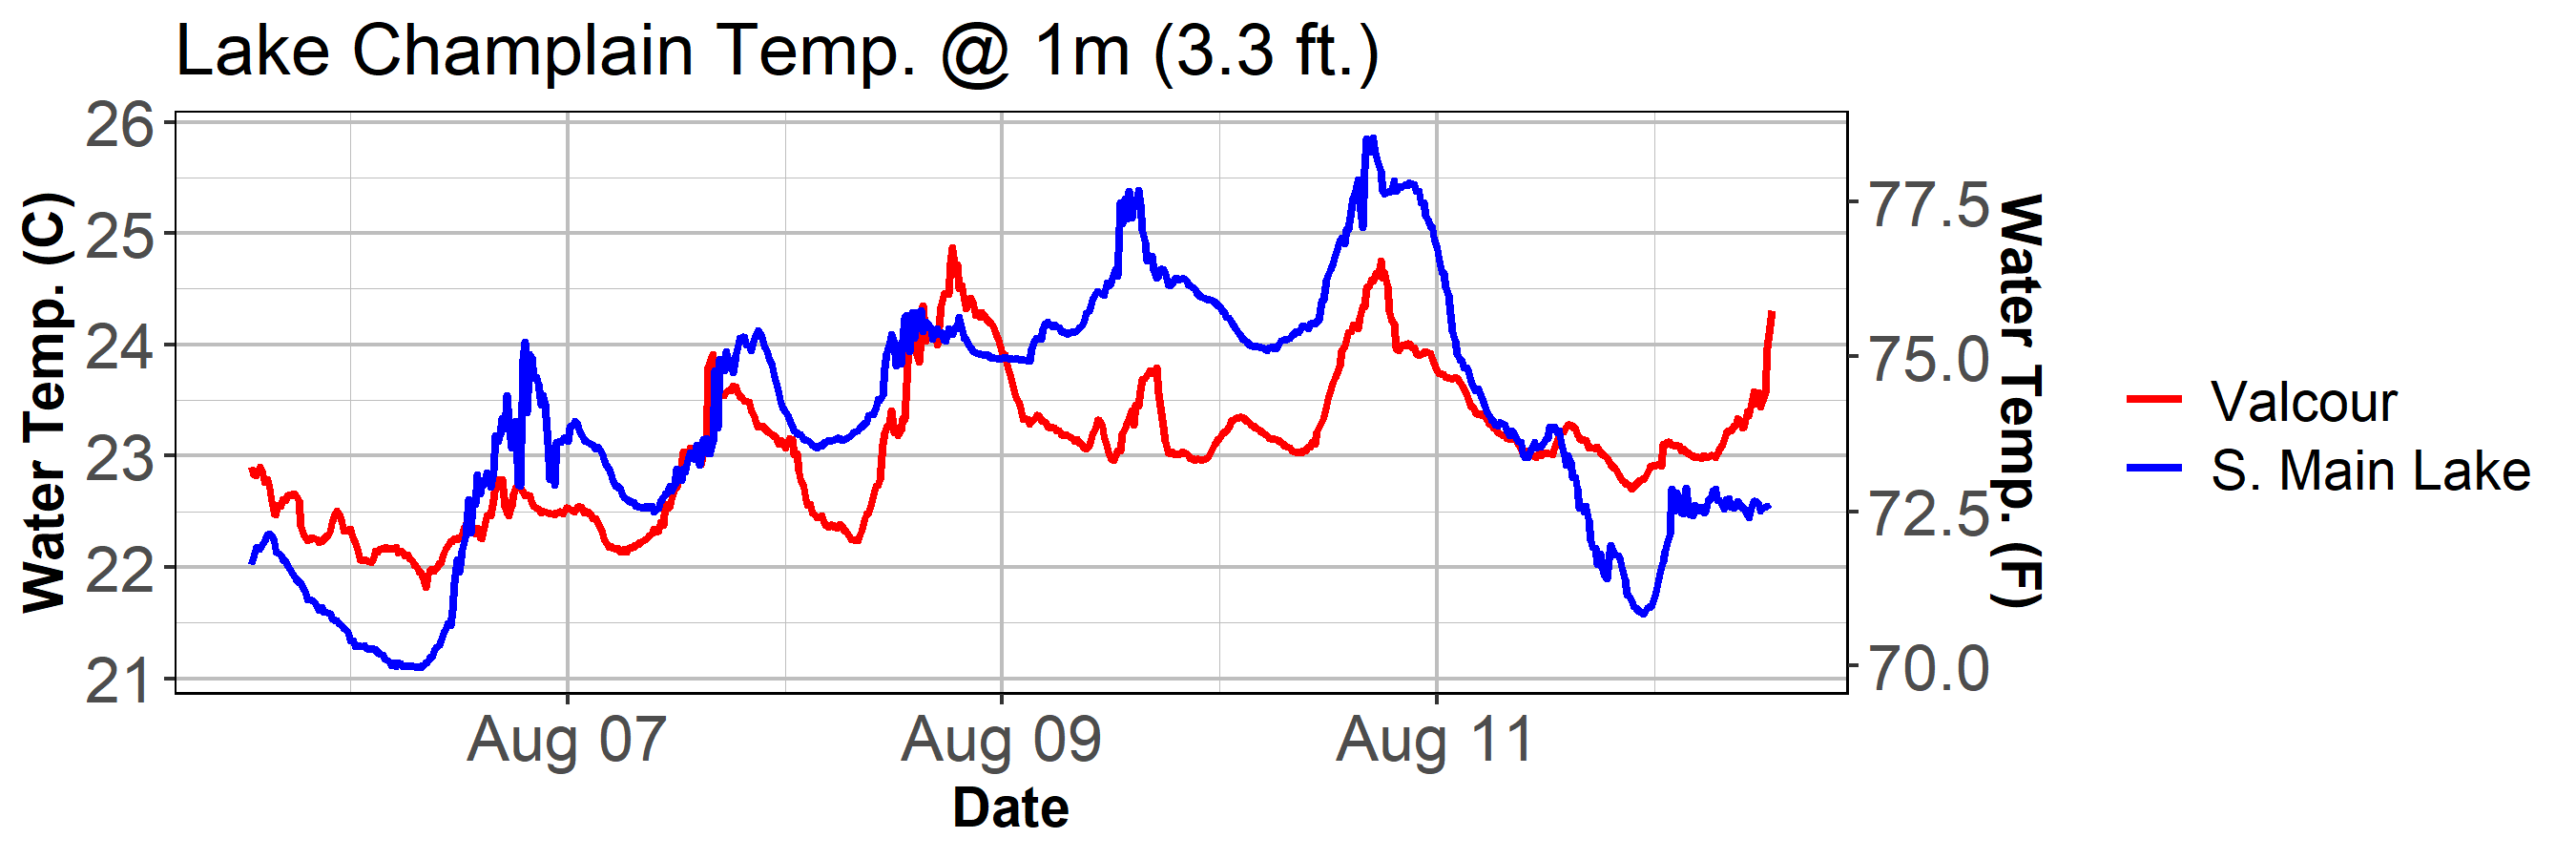 Lake Champlain Temp. @ 1m (3.3 ft.)
Water Temp. (C)
26
25
24
23
22
21
77.5
75.0
72.5
70.0
Water Temp. (F)
Aug 07
Aug 09
Aug 11
Date
Valcour
S. Main Lake